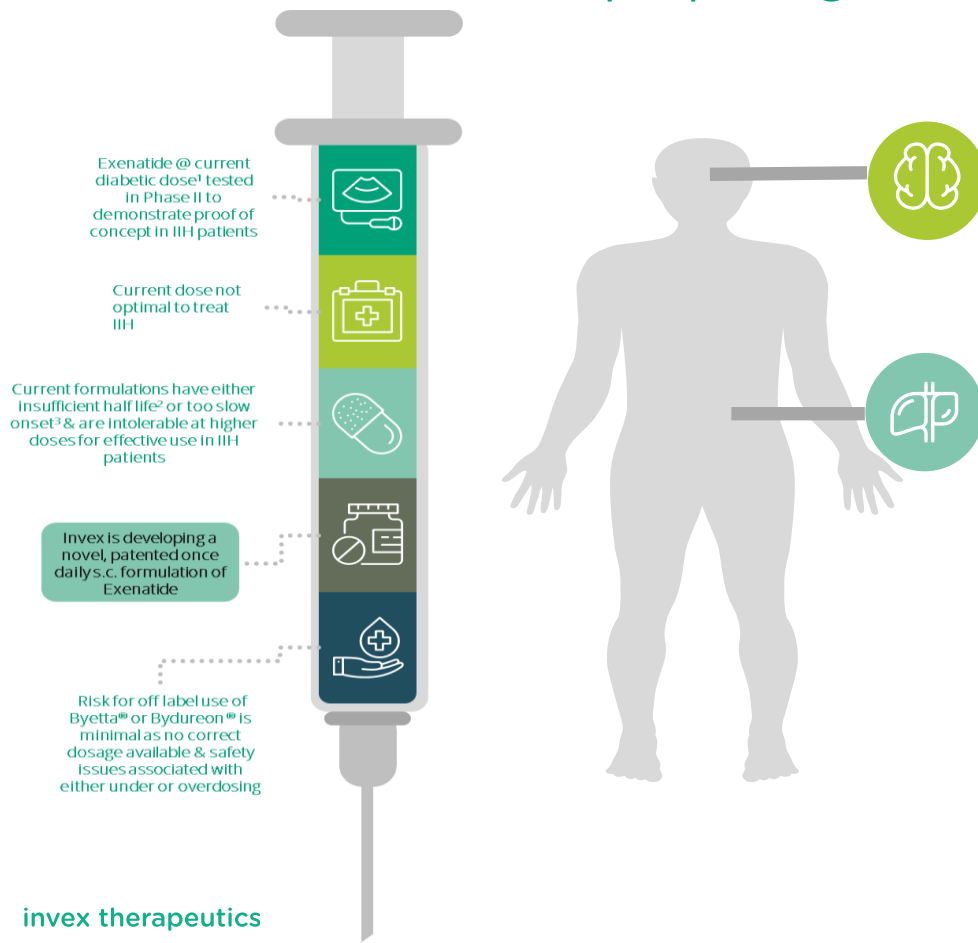 Exenatide @ current
diabetic dose¹ tested
in Phase II to
demonstrate proof of
concept in IIH patients
Current dose not
optimal to treat
IIH
Current formulations have either
insufficient half life² or too slow
onset³ & are intolerable at higher
doses for effective use in IIH
patients
Invex is developing a
novel, patented once
daily s.c. formulation of
Exenatide
Risk for off label use of
Byetta® or Bydureon® is
minimal as no correct
dosage available & safety
issues associated with
either under or overdosing
invex therapeutics